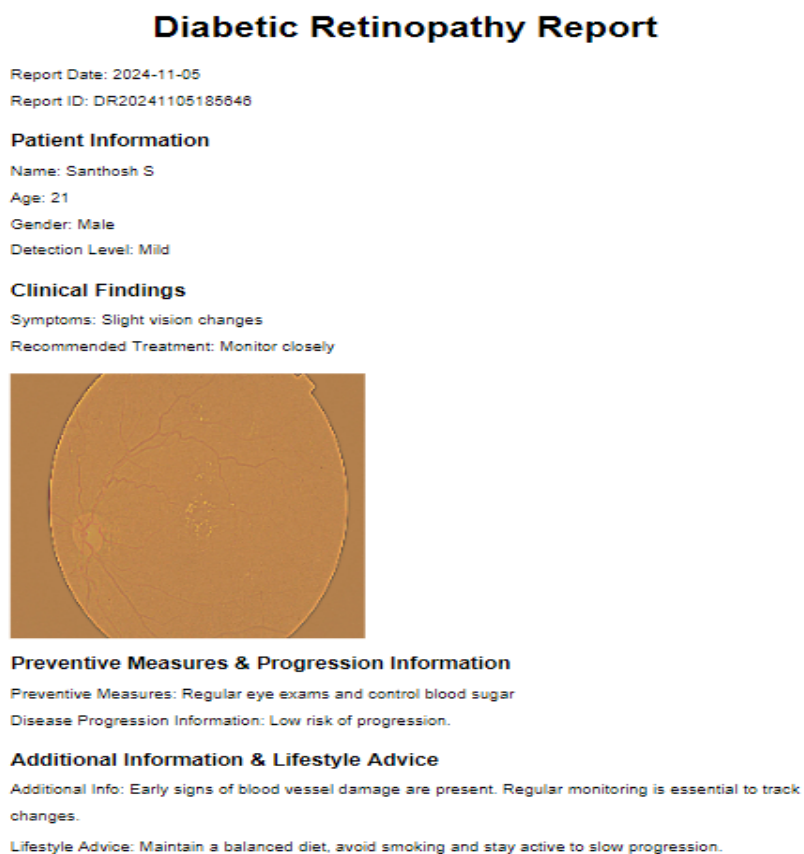 Diabetic Retinopathy Report
Report Date: 2024-11-05
Report ID: DR20241105185646
Patient Information
Name: Santhosh S
Age: 21
Gender: Male
Detection Level: Mild
Clinical Findings
Symptoms: Slight vision changes
Recommended Treatment: Monitor closely
Preventive Measures & Progression Information
Preventive Measures: Regular eye exams and control blood sugar
Disease Progression Information: Low risk of progression.
Additional Information & Lifestyle Advice
Additional Info: Early signs of blood vessel damage are present. Regular monitoring is essential to track
changes.
Lifestyle Advice: Maintain a balanced diet, avoid smoking and stay active to slow progression.